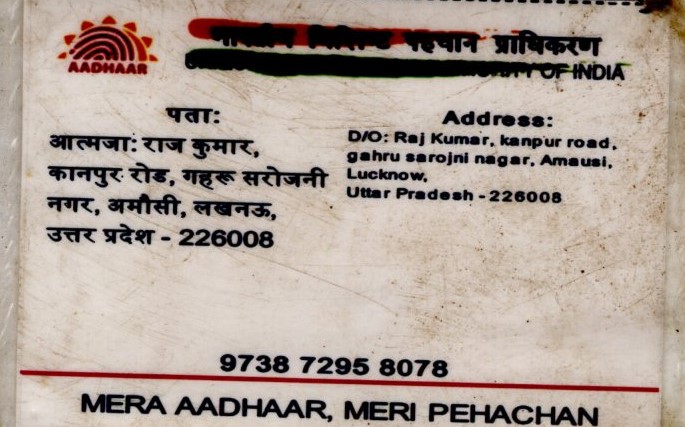 AADHAAR
पहचान प्राधिकरण
OF INDIA
पता:
आत्मजा: राज कुमार,
कानपुर रोड, गहरू सरोजनी
नगर, अमौसी, लखनऊ,
उत्तर प्रदेश - 226008
Address:
D/O: Raj Kumar, kanpur road,
gahru sarojni nagar, Amausi,
Lucknow,
Uttar Pradesh - 226008
9738 7295 8078
MERA AADHAAR, MERI PEHACHAN